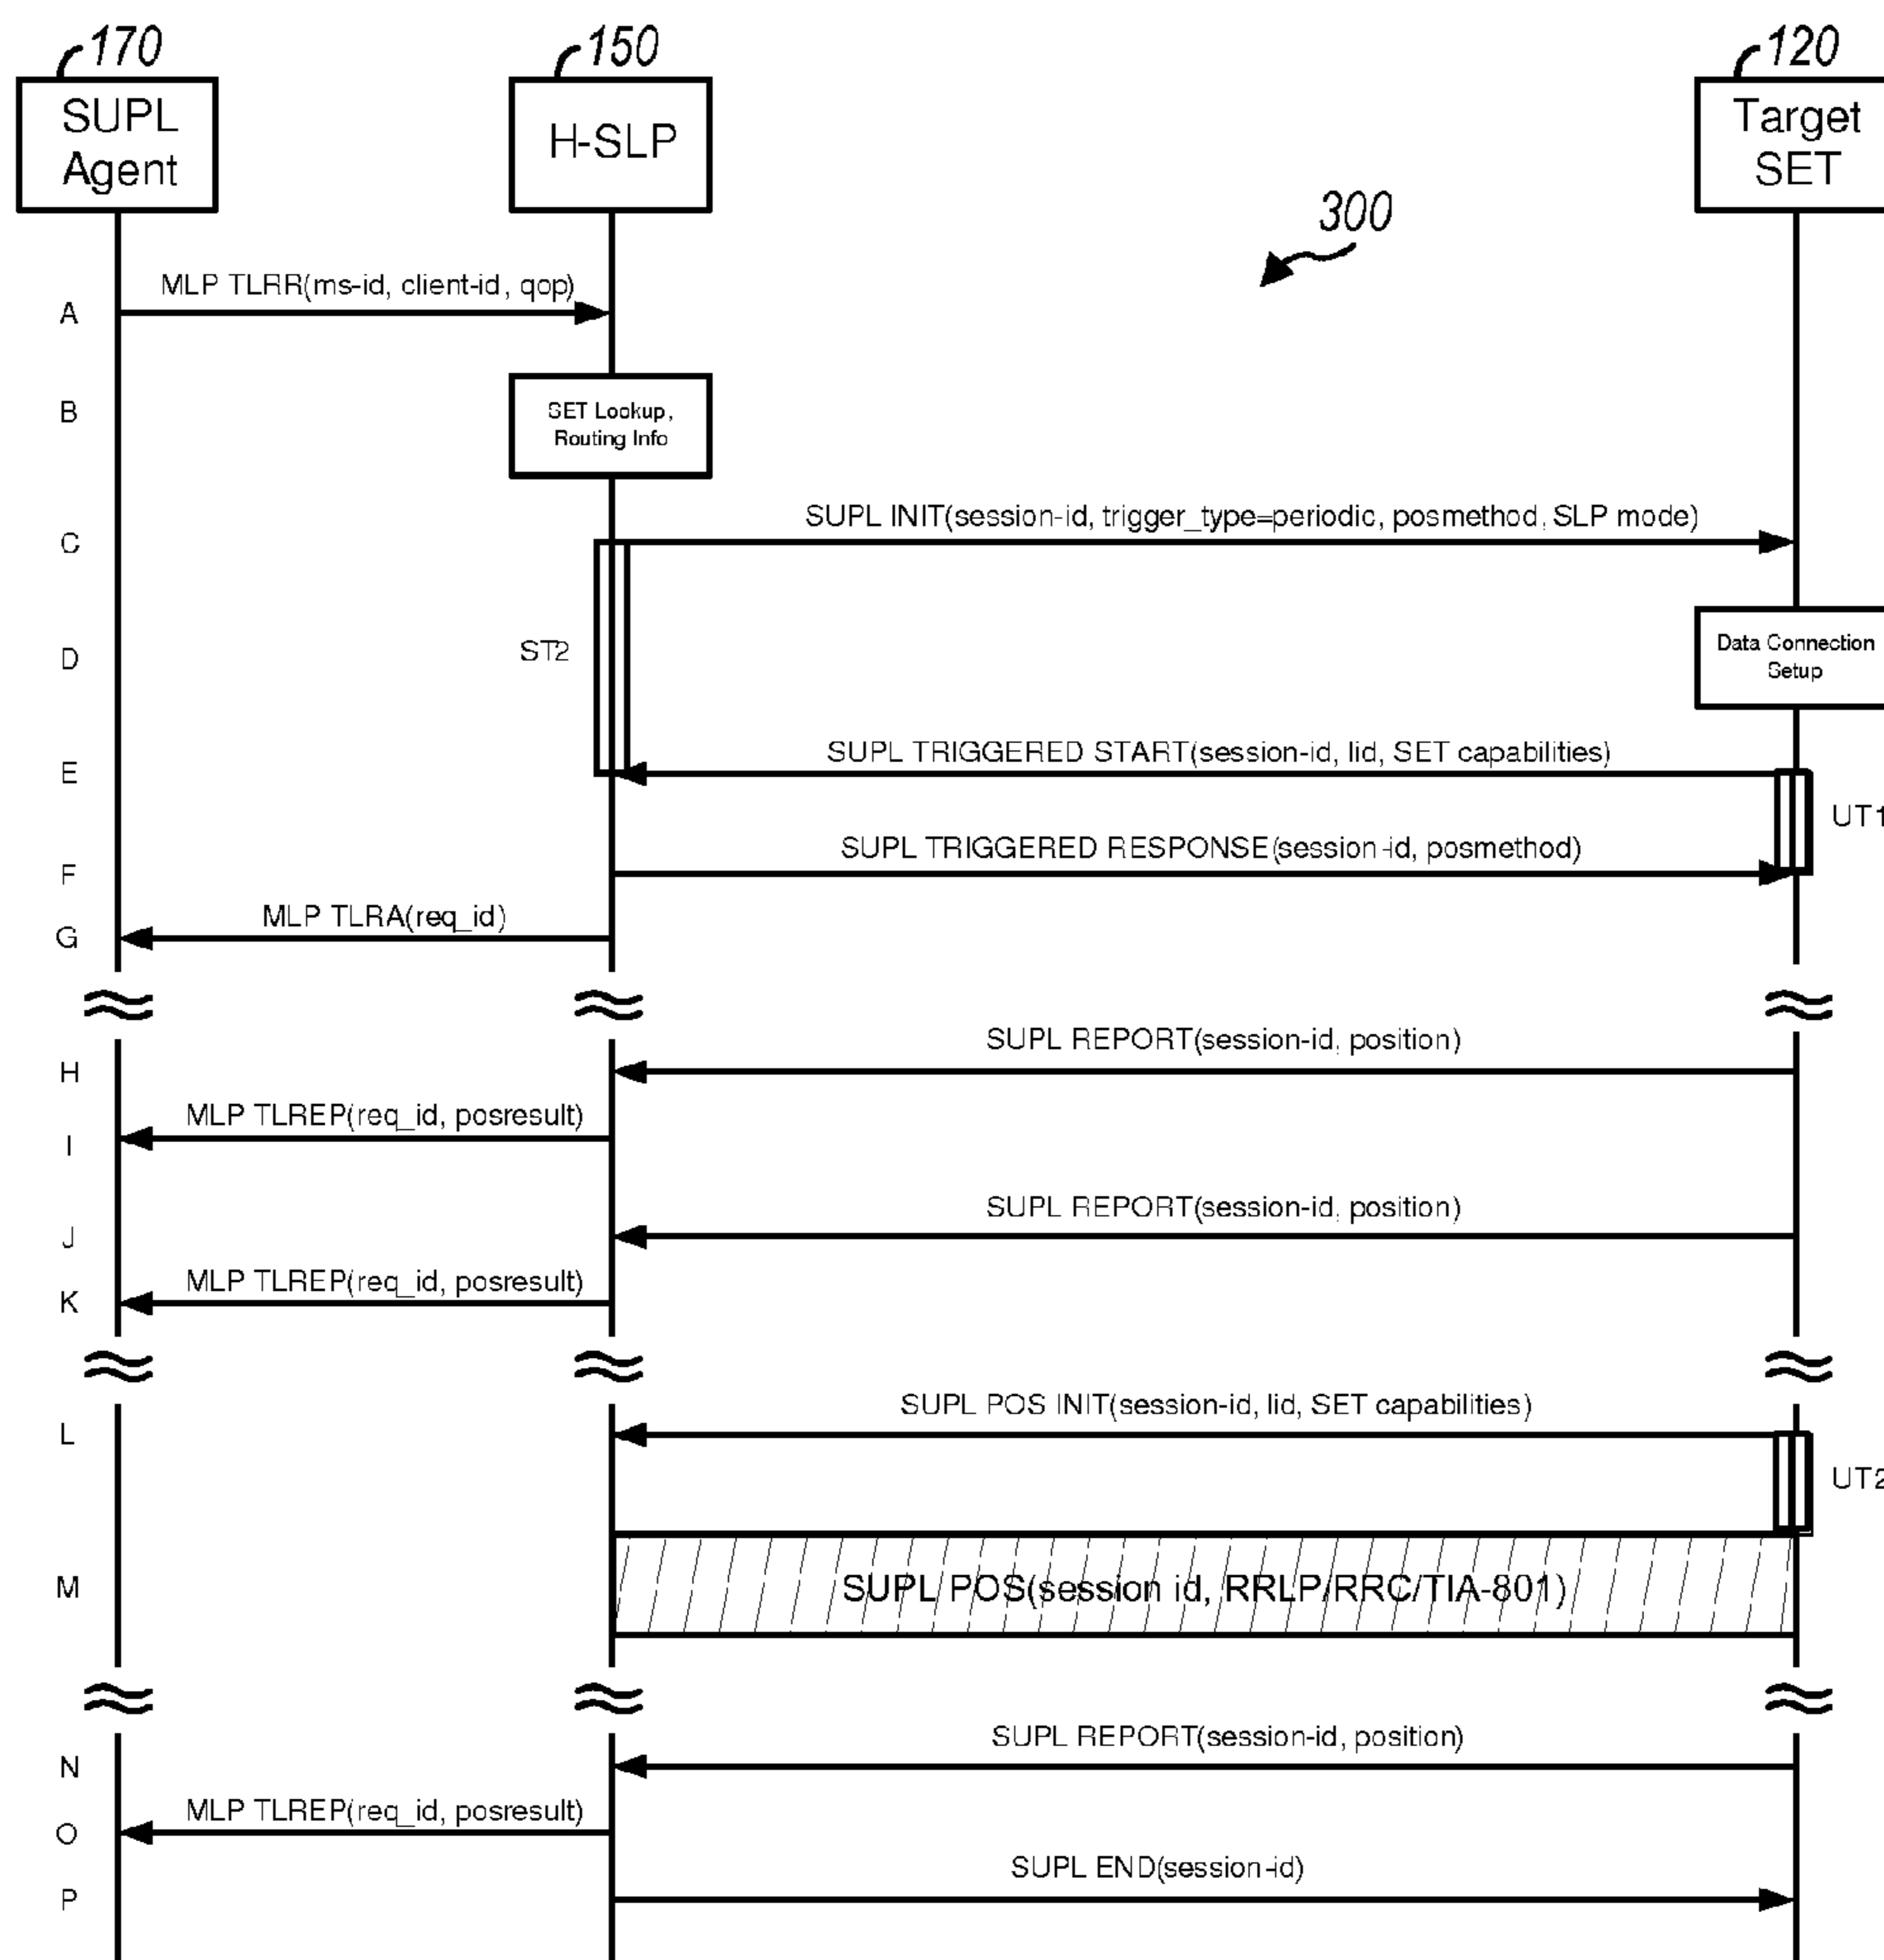 170
150
120
SUPL
Agent
H-SLP
Target
SET
300
MLP TLRR(ms-id, client-id, qop)
A
B
SET Lookup,
Routing Info
SUPL INIT(session-id, trigger_type=periodic, posmethod, SLP mode)
C
D
ST2
Data Connection
Setup
SUPL TRIGGERED START(session-id, lid, SET capabilities)
E
UT1
SUPL TRIGGERED RESPONSE(session-id, posmethod)
F
MLP TLRA(req_id)
G
SUPL REPORT(session-id, position)
H
MLP TLREP(req_id, posresult)
I
SUPL REPORT(session-id, position)
J
MLP TLREP(req_id, posresult)
K
SUPL POS INIT(session-id, lid, SET capabilities)
L
UT2
M
SUPL POS(session id, RRLP/RRC/TIA-801)
SUPL REPORT(session-id, position)
N
MLP TLREP(req_id, posresult)
O
SUPL END(session-id)
P